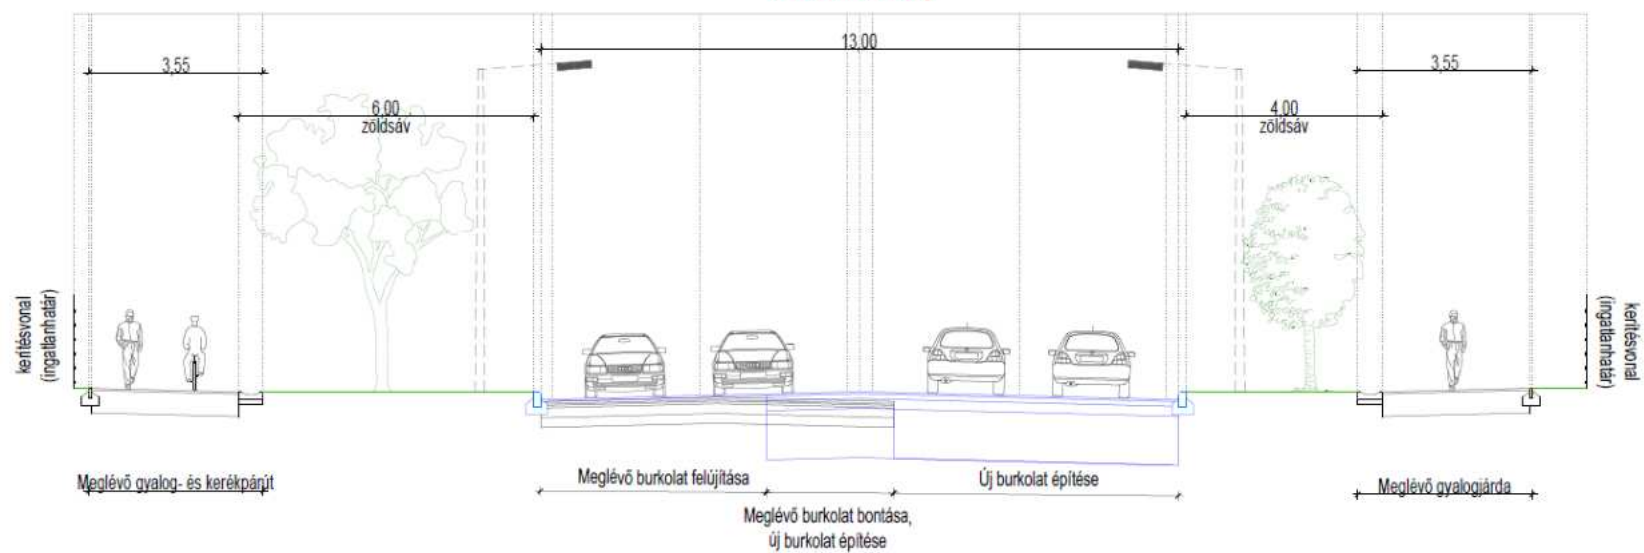 13,00
3,55
3,55
6,00
zöldsáv
4,00
zöldsáv
kerítésvonal
(ingatlanhatár)
kerítésvonal
(ingatlanhatár)
Meglévő gyalog- és kerékpárút
Meglévő burkolat felújítása
Új burkolat építése
Meglévő gyalogjárda
Meglévő burkolat bontása,
új burkolat építése